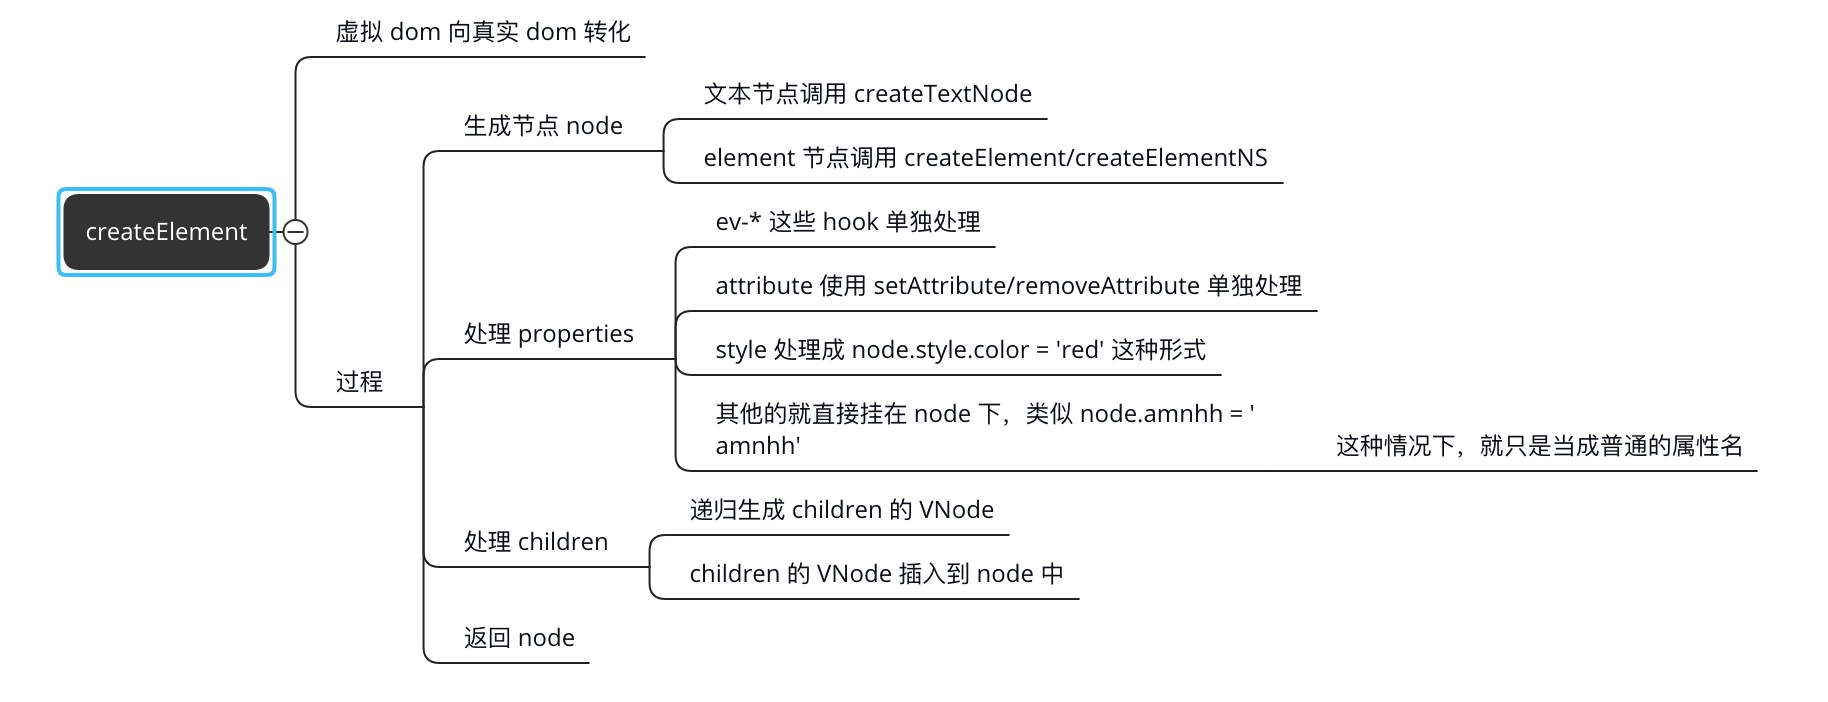 虚拟 dom 向真实 dom 转化
文本节点调用 createTextNode
生成节点 node
element 节点调用 createElement/createElementNS
ev-* 这些 hook 单独处理
createElement
attribute 使用 setAttribute/removeAttribute 单独处理
处理 properties
style 处理成 node.style.color = 'red' 这种形式
过程
其他的就直接挂在 node 下，类似 node.amnhh = '
amnhh'
这种情况下，就只是当成普通的属性名
递归生成 children 的 VNode
处理 children
children 的 VNode 插入到 node 中
返回 node